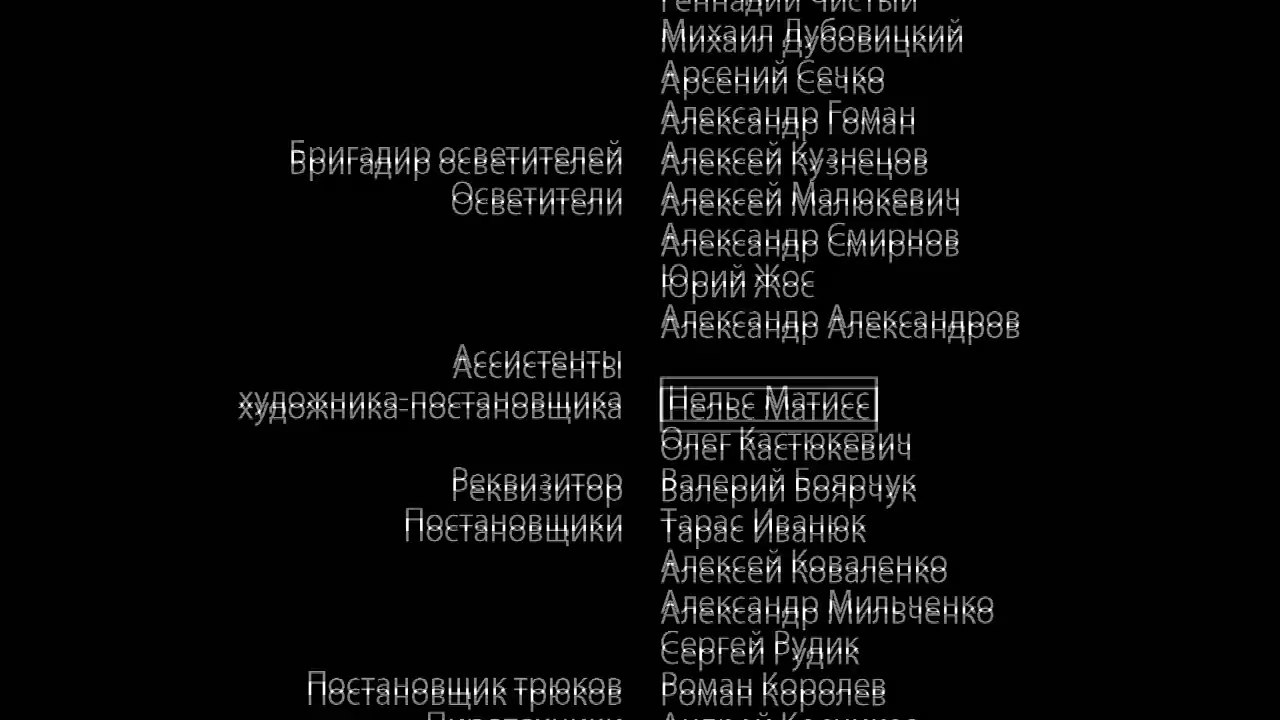 Геннадий Чистый
Михаил Дубовицкий
Арсений Сечко
Александр Гоман
Бригадир осветителей Алексей Кузнецов
Осветители Алексей Малюкевич
Александр Смирнов
Юрий Жос
Александр Александров
Ассистенты
художника-постановщика Нельс Матисс
Олег Кастюкевич
Реквизитор Валерий Боярчук
Постановщики Тарас Иванюк
Алексей Коваленко
Александр Мильченко
Сергей Рудик
Постановщик трюков Роман Королев